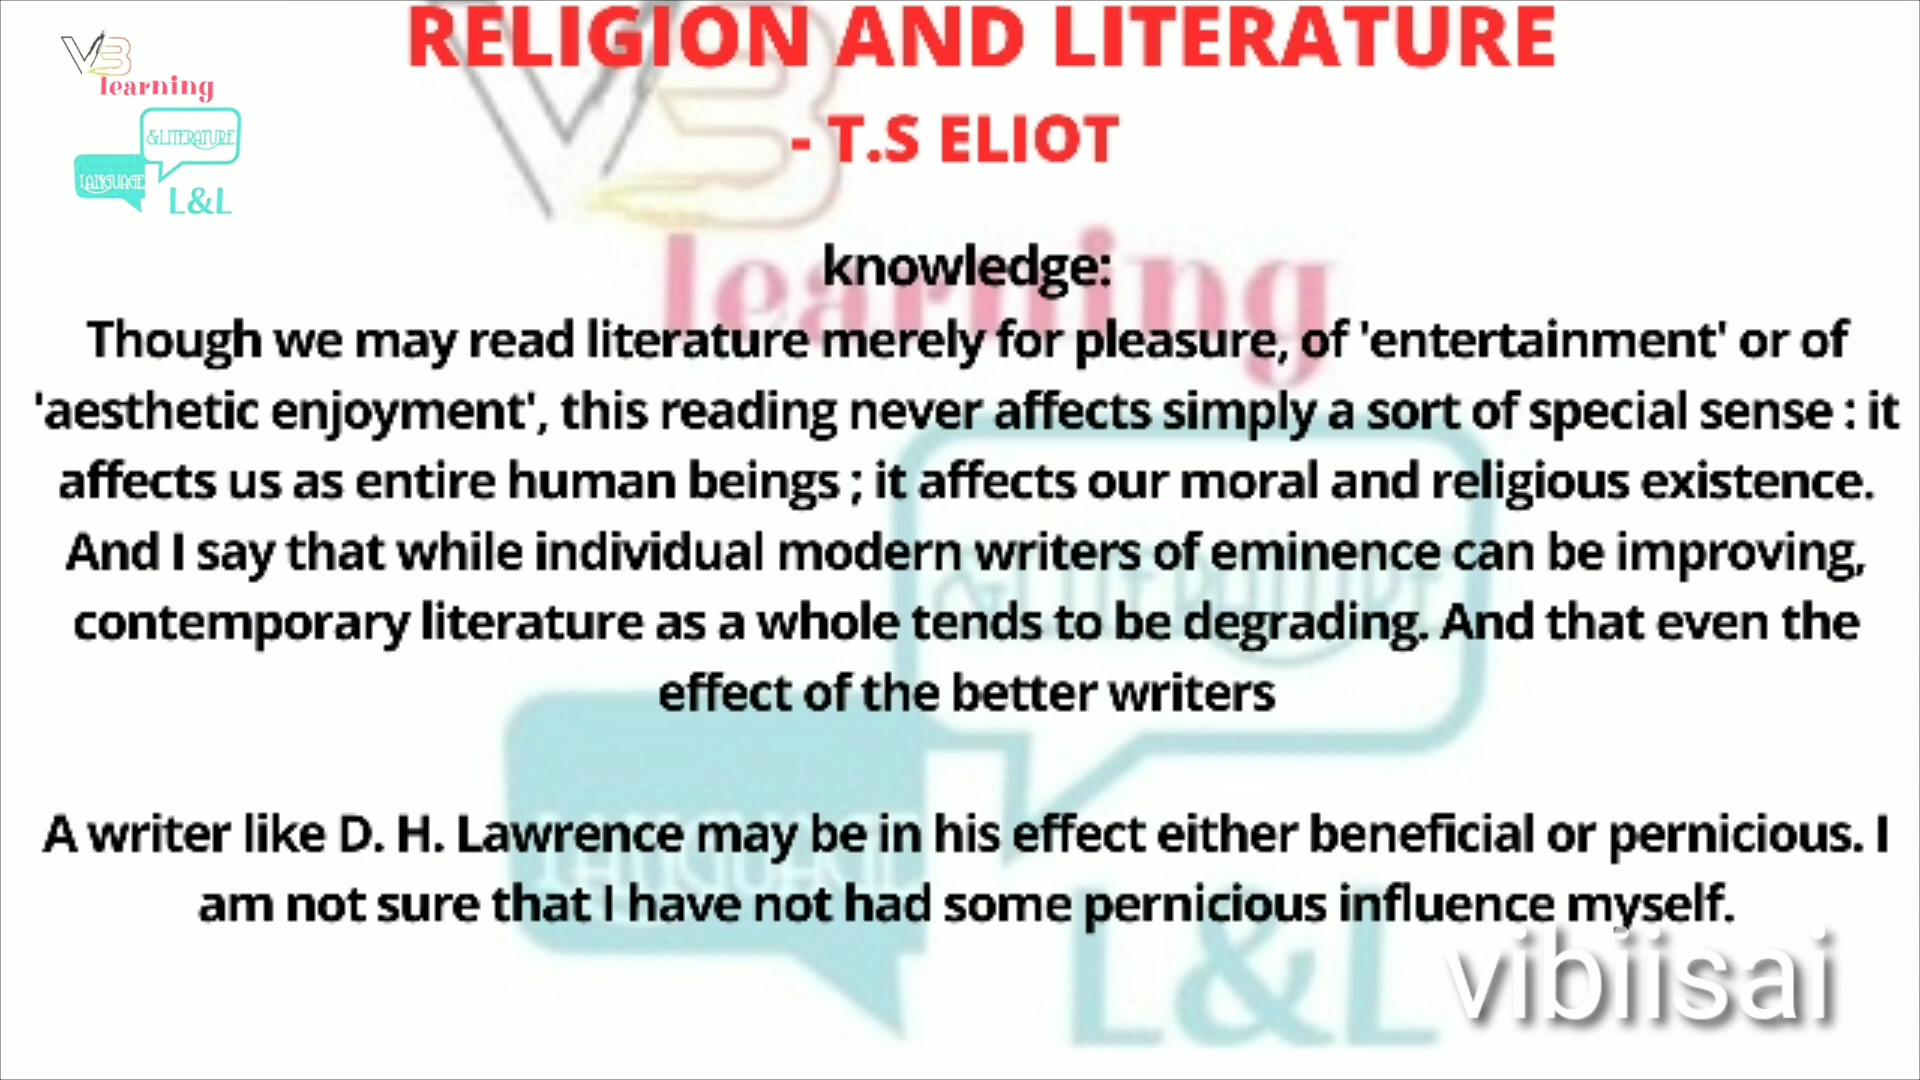 RELIGION AND LITERATURE
- T.S ELIOT
V3
learning
&LITERATURE
LANGUAGE
L&L
knowledge:
Though we may read literature merely for pleasure, of 'entertainment' or of
'aesthetic enjoyment', this reading never affects simply a sort of special sense : it
affects us as entire human beings ; it affects our moral and religious existence.
And I say that while individual modern writers of eminence can be improving,
contemporary literature as a whole tends to be degrading. And that even the
effect of the better writers
A writer like D. H. Lawrence may be in his effect either beneficial or pernicious. I
am not sure that I have not had some pernicious influence myself.
vibiisai
V3
learning
&LITERATURE
LANGUAGE
L&L